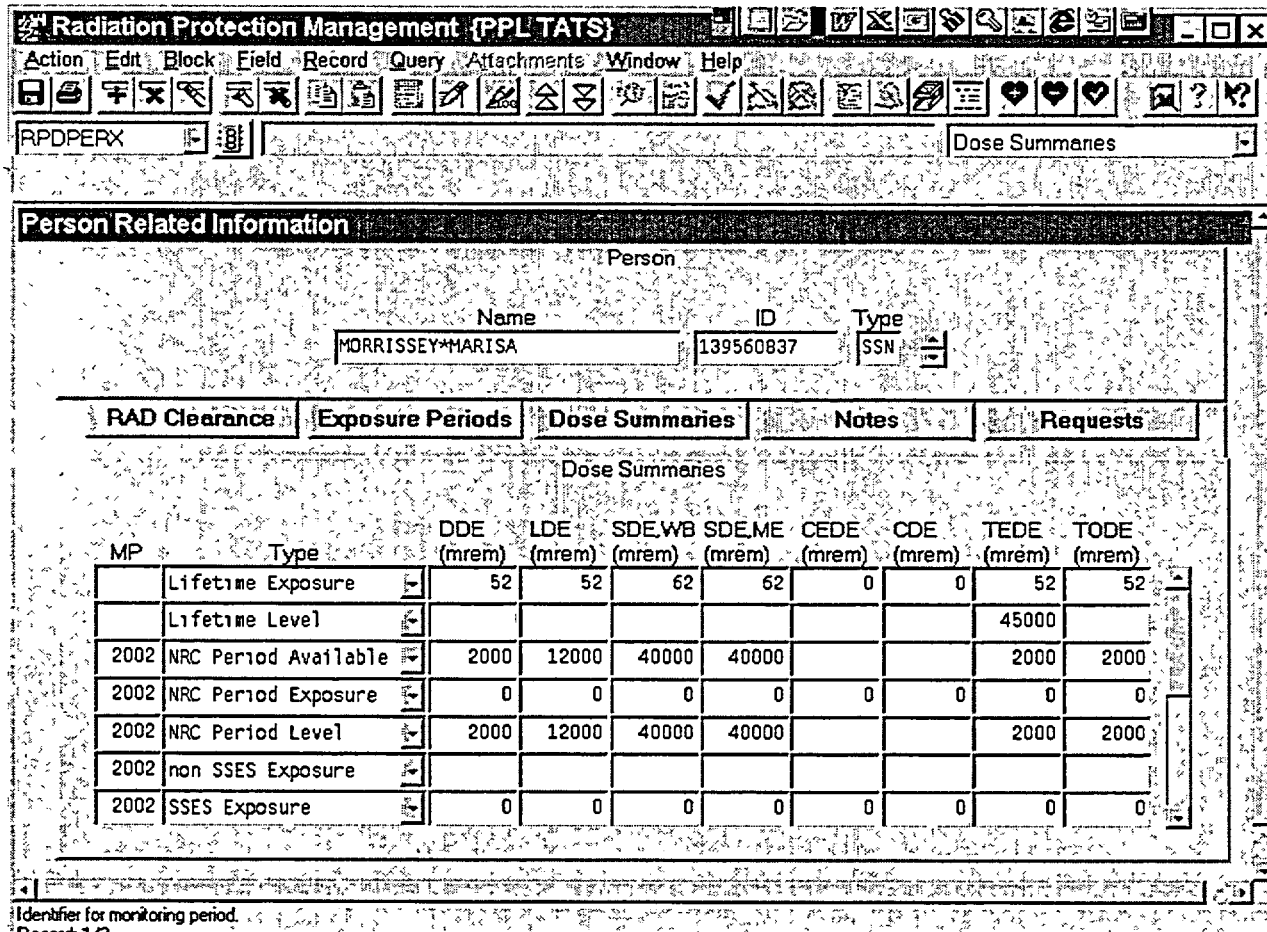 Radiation Protection Management {PPL TATS}
Action Edit Block Field Record Query Attachments Window Help
RPDPERX Dose Summaries
Person Related Information
Person
Name ID Type
MORRISSEY*MARISA 139560837 SSN
RAD Clearance Exposure Periods Dose Summaries Notes Requests
Dose Summaries
DDE LDE SDE,WB SDE,ME CEDE CDE TEDE TODE
MP Type (mrem) (mrem) (mrem) (mrem) (mrem) (mrem) (mrem) (mrem)
Lifetime Exposure 52 52 62 62 0 0 52 52
Lifetime Level 45000
2002 NRC Period Available 2000 12000 40000 40000 2000 2000
2002 NRC Period Exposure 0 0 0 0 0 0 0 0
2002 NRC Period Level 2000 12000 40000 40000 2000 2000
2002 non SSES Exposure
2002 SSES Exposure 0 0 0 0 0 0 0 0
Identifier for monitoring period.
Record: 1/?